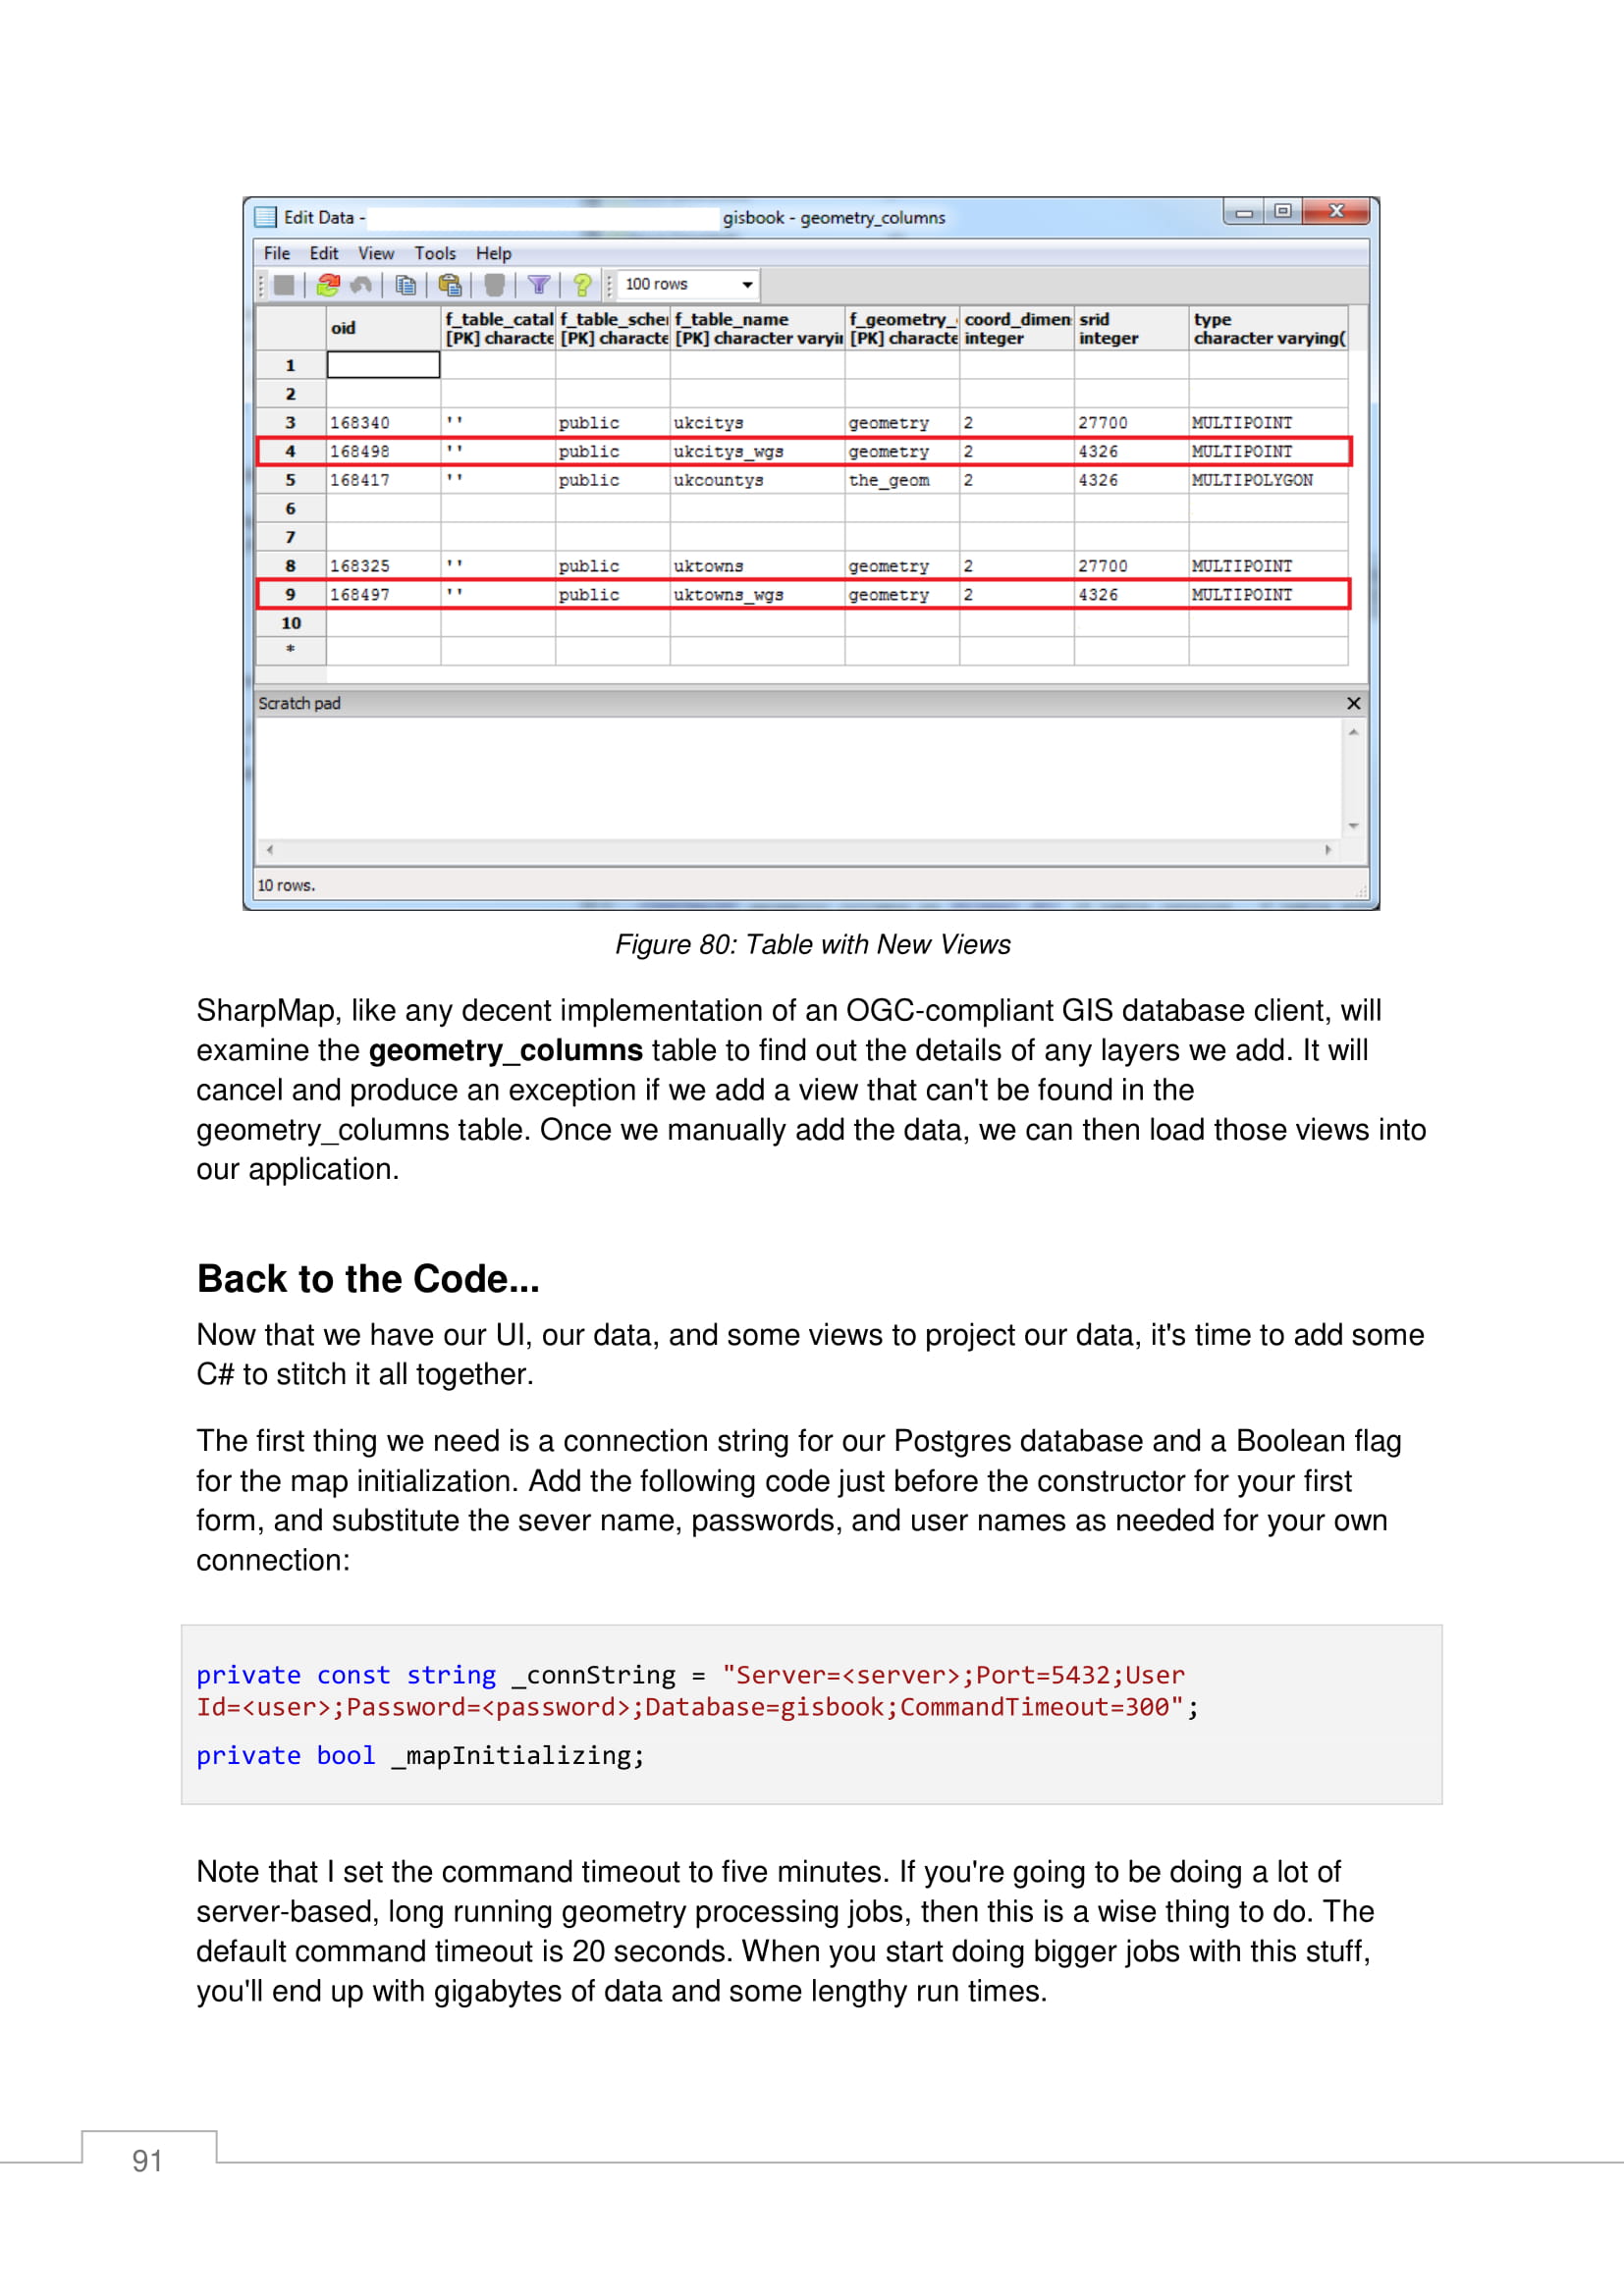 Edit Data - gisbook - geometry_columns
File Edit View Tools Help
100 rows
oid f_table_catal f_table_scher f_table_name f_geometry_ coord_dimen srid type
[PK] characte [PK] characte [PK] character varyin [PK] characte integer integer character varying(
1
2
3 168340 '' public ukcitys geometry 2 27700 MULTIPOINT
4 168498 '' public ukcitys_wgs geometry 2 4326 MULTIPOINT
5 168417 '' public ukcountys the_geom 2 4326 MULTIPOLYGON
6
7
8 168325 '' public uktowns geometry 2 27700 MULTIPOINT
9 168497 '' public uktowns_wgs geometry 2 4326 MULTIPOINT
10
*
Scratch pad
10 rows.
Figure 80: Table with New Views
SharpMap, like any decent implementation of an OGC-compliant GIS database client, will
examine the geometry_columns table to find out the details of any layers we add. It will
cancel and produce an exception if we add a view that can't be found in the
geometry_columns table. Once we manually add the data, we can then load those views into
our application.
Back to the Code...
Now that we have our UI, our data, and some views to project our data, it's time to add some
C# to stitch it all together.
The first thing we need is a connection string for our Postgres database and a Boolean flag
for the map initialization. Add the following code just before the constructor for your first
form, and substitute the sever name, passwords, and user names as needed for your own
connection:
private const string _connString = "Server=<server>;Port=5432;User
Id=<user>;Password=<password>;Database=gisbook;CommandTimeout=300";
private bool _mapInitializing;
Note that I set the command timeout to five minutes. If you're going to be doing a lot of
server-based, long running geometry processing jobs, then this is a wise thing to do. The
default command timeout is 20 seconds. When you start doing bigger jobs with this stuff,
you'll end up with gigabytes of data and some lengthy run times.
91